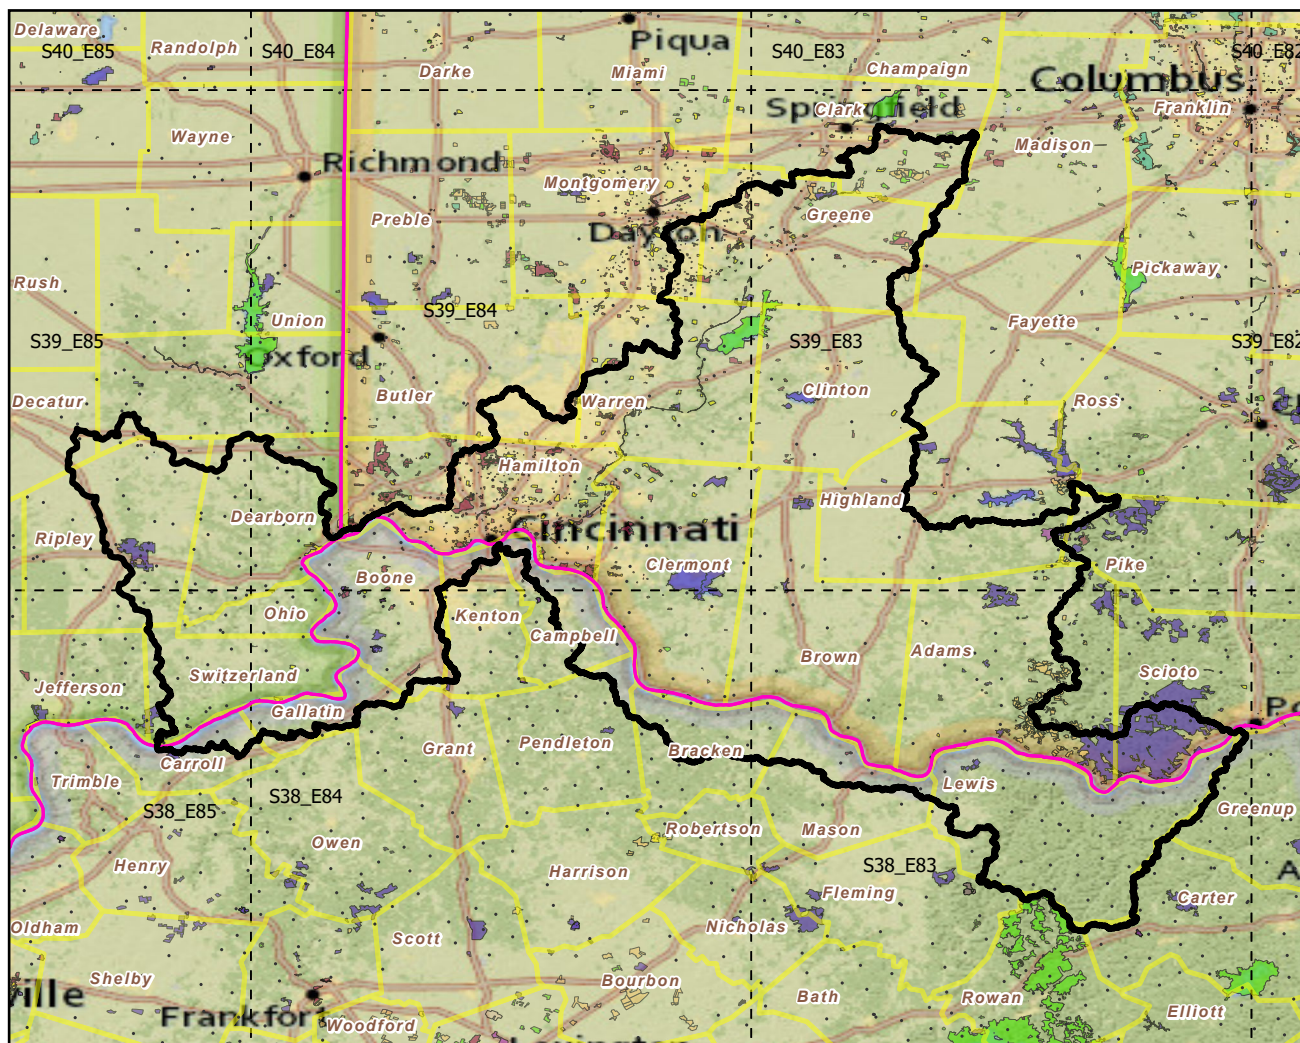 Delaware
S40_E85
Randolph
S40_E84
Piqua
S40_E83
S40_E82
Darke
Miami
Champaign
Columbus
Springfield
Clark
Franklin
Wayne
Madison
Richmond
Montgomery
Preble
Greene
Dayton
Rush
Pickaway
S39_E84
Union
Fayette
S39_E85
S39_E83
S39_E82
Oxford
Butler
Clinton
Decatur
Warren
Ross
Hamilton
Highland
Dearborn
Cincinnati
Ripley
Boone
Clermont
Pike
Ohio
Kenton
Campbell
Brown
Adams
Switzerland
Scioto
Jefferson
Gallatin
Grant
Pendleton
Bracken
Carroll
Trimble
Lewis
S38_E84
S38_E85
Greenup
Owen
Robertson
Mason
Henry
Harrison
S38_E83
Fleming
Carter
Oldham
Scott
Nicholas
Shelby
Bourbon
Bath
Rowan
ville
Frankfort
Woodford
Elliott